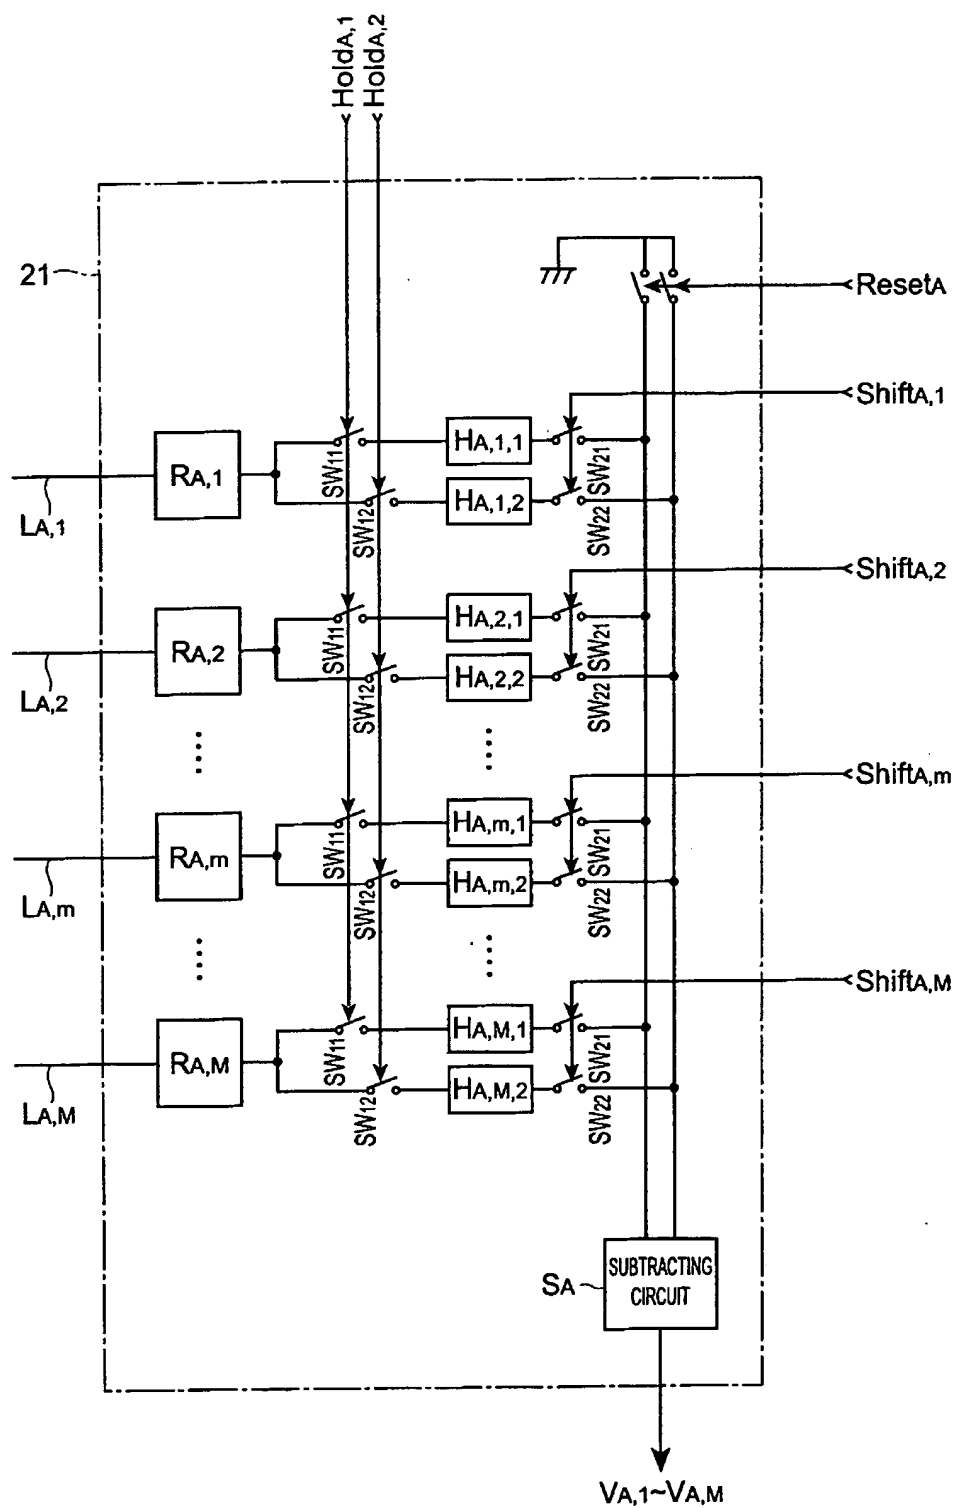 HoldA,1
HoldA,2
21
ResetA
ShiftA,1
RA,1
SW11
HA,1,1
SW21
LA,1
SW12
HA,1,2
SW22
ShiftA,2
RA,2
SW11
HA,2,1
SW21
LA,2
SW12
HA,2,2
SW22
ShiftA,m
RA,m
SW11
HA,m,1
SW21
LA,m
SW12
HA,m,2
SW22
ShiftA,M
RA,M
SW11
HA,M,1
SW21
LA,M
SW12
HA,M,2
SW22
SA
SUBTRACTING
CIRCUIT
VA,1~VA,M